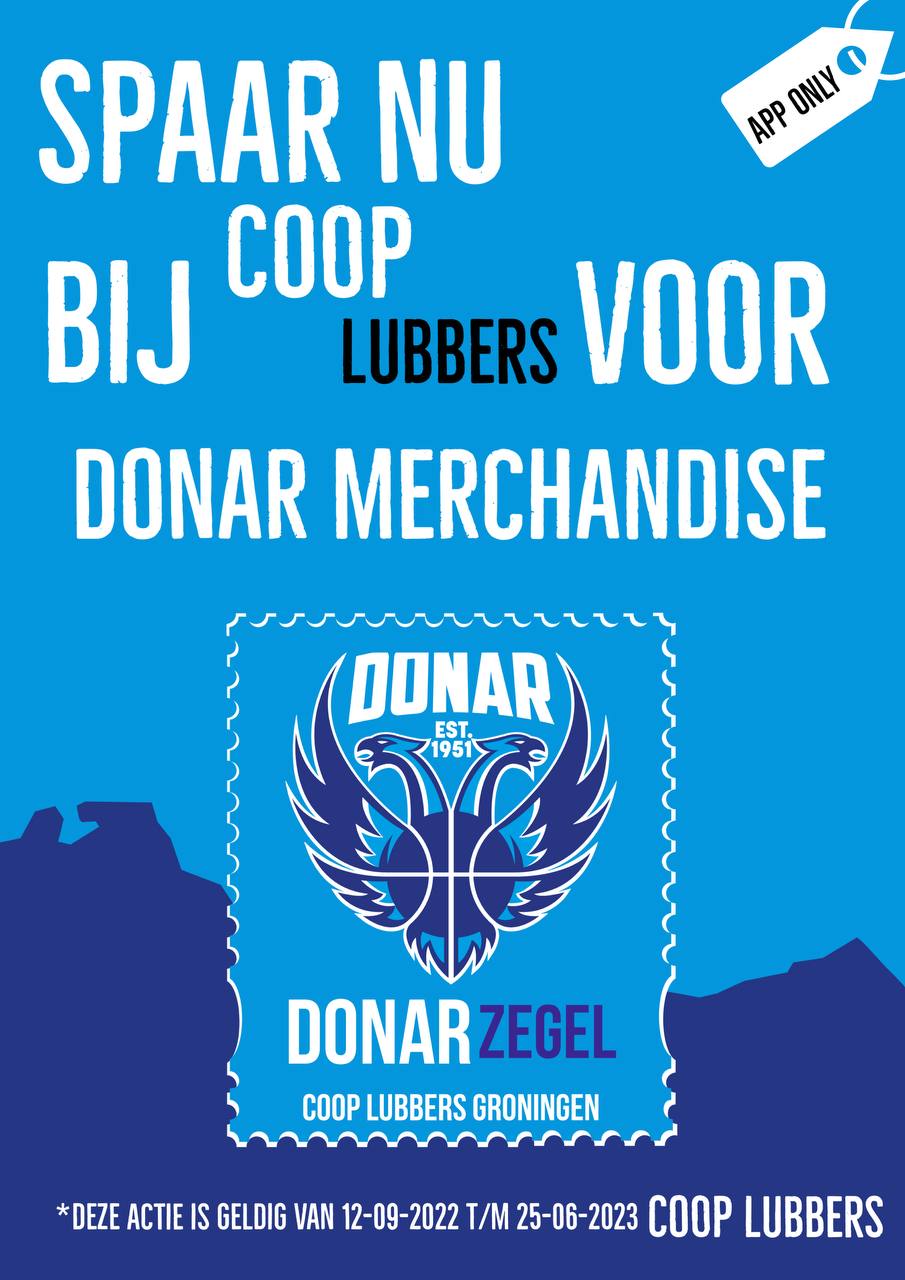 APP ONLY
SPAAR NU
BIJ COOP LUBBERS VOOR
DONAR MERCHANDISE
DONAR
EST.
1951
DONAR ZEGEL
COOP LUBBERS GRONINGEN
*DEZE ACTIE IS GELDIG VAN 12-09-2022 T/M 25-06-2023 COOP LUBBERS